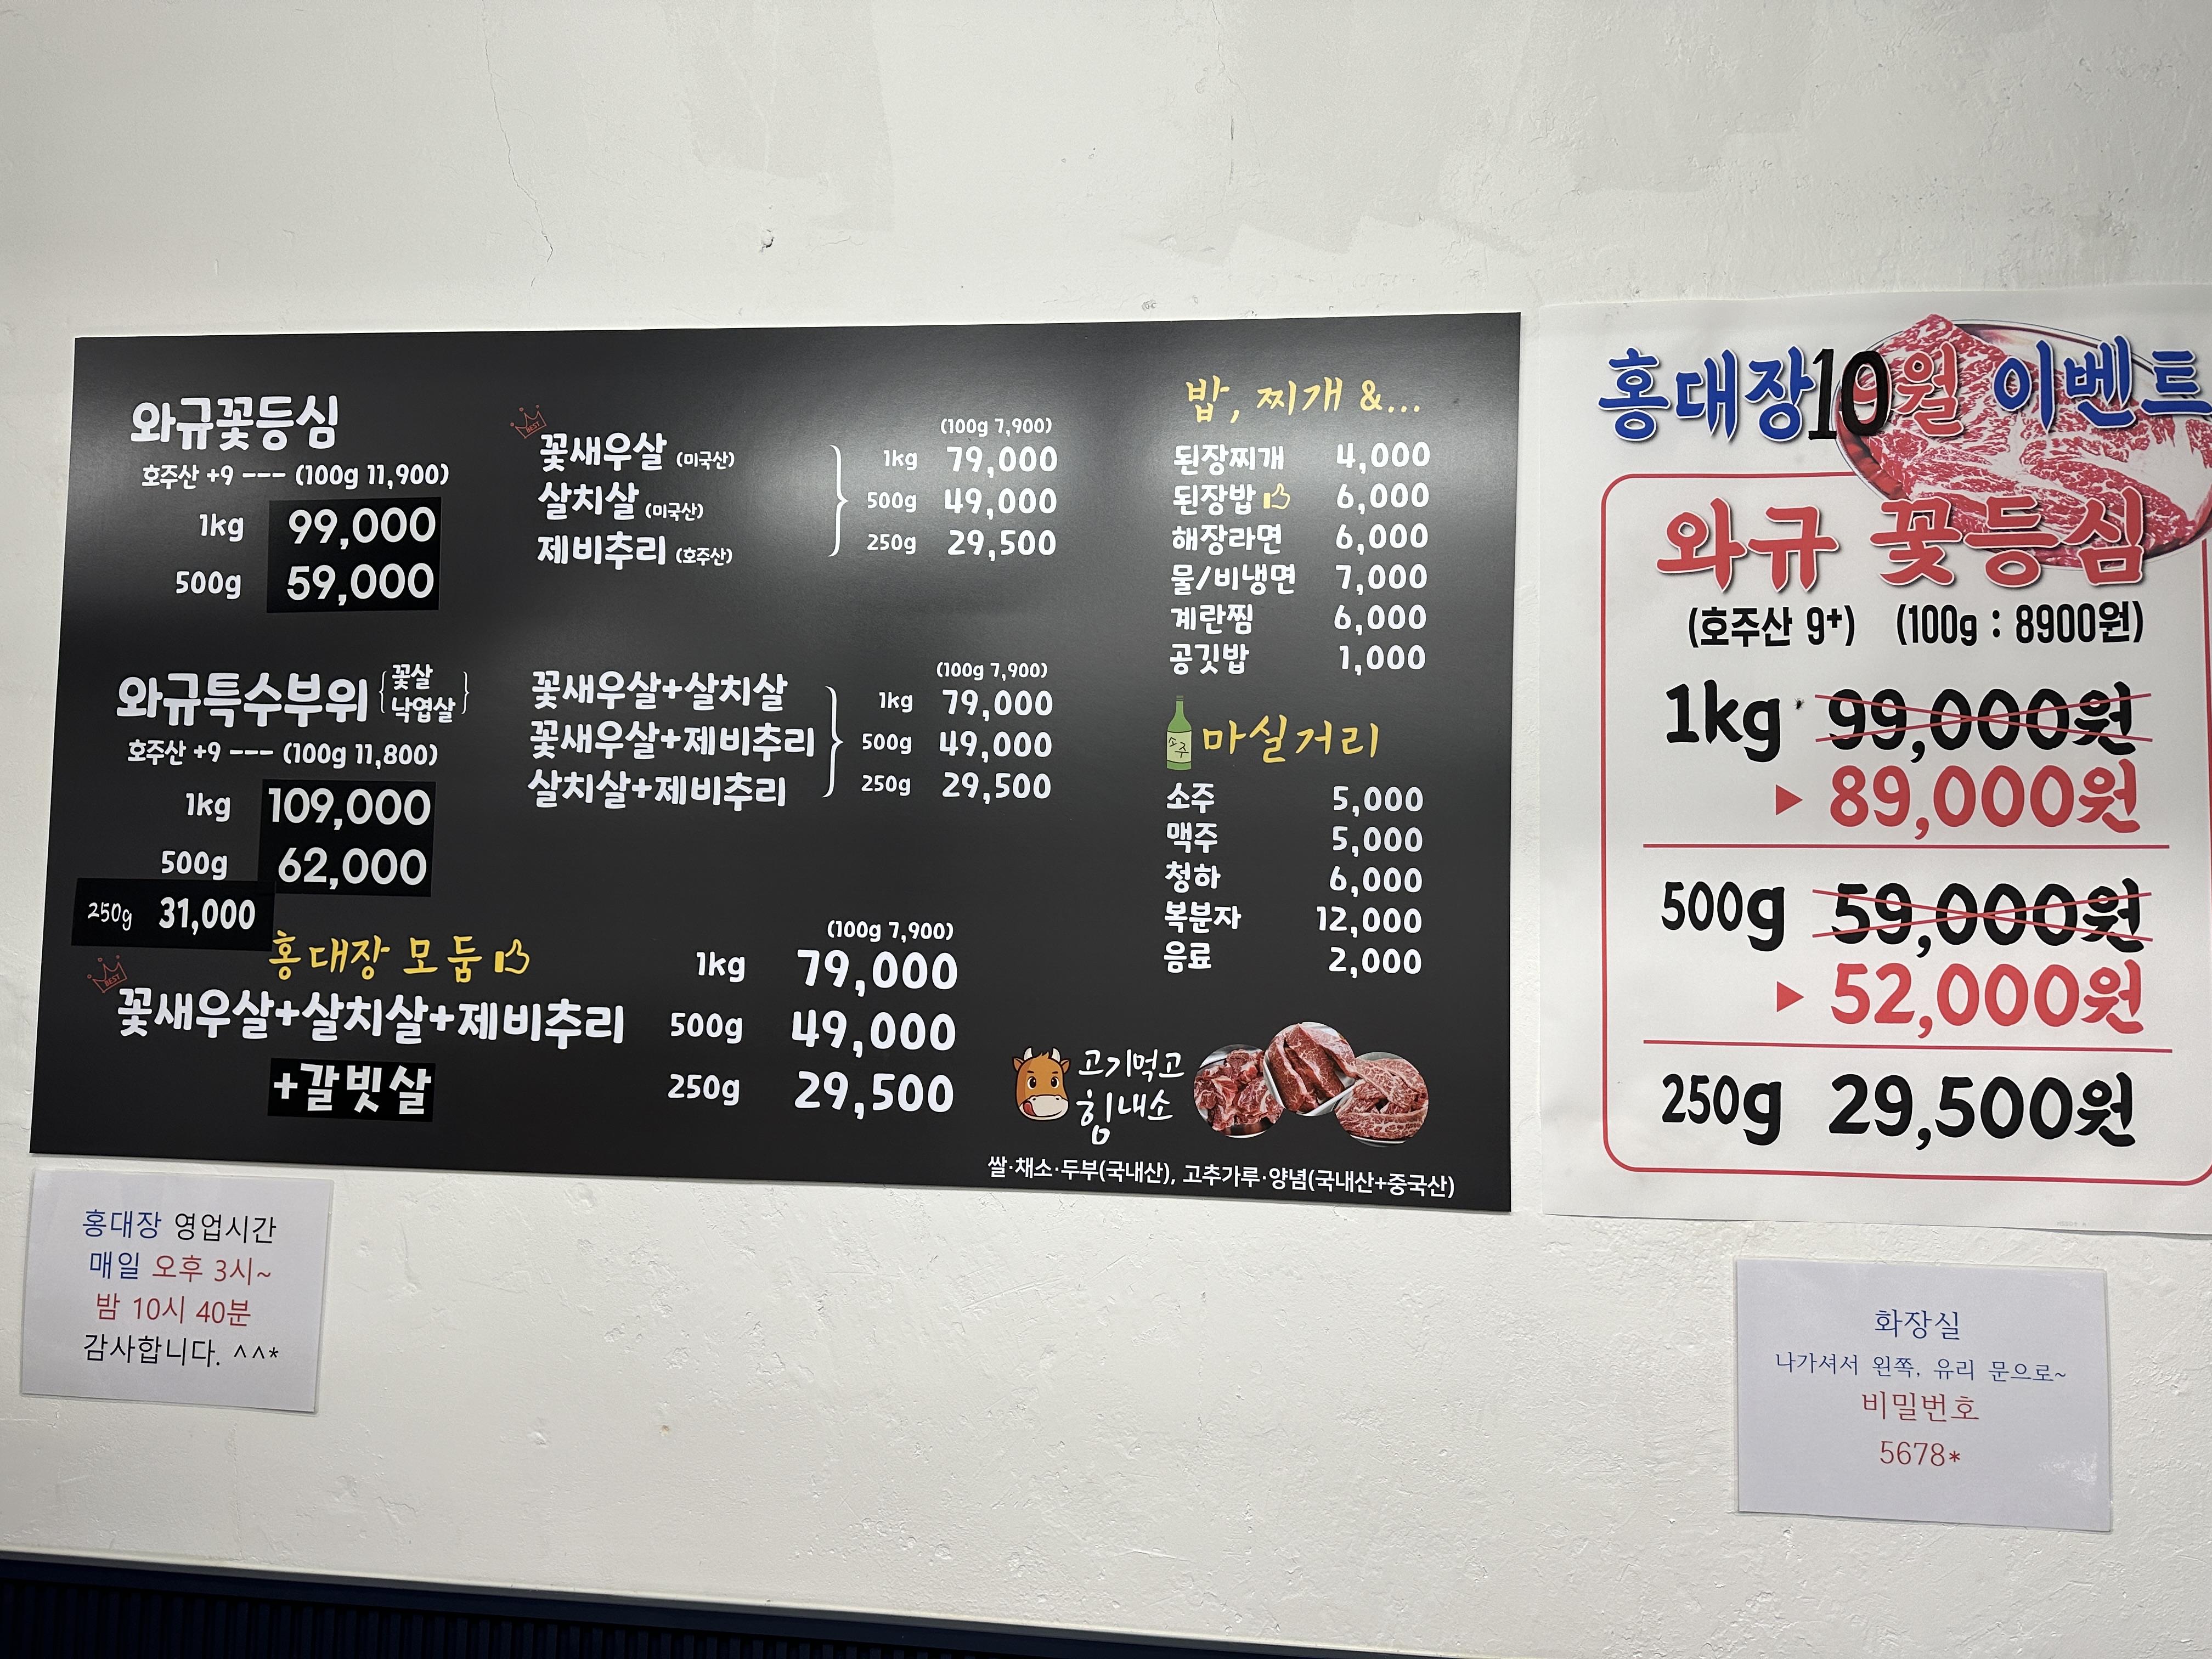 와규꽃등심
호주산 +9 --- (100g 11,900)
1kg 99,000
500g 59,000
와규특수부위 { 꽃살
낙엽살 }
호주산 +9 --- (100g 11,800)
1kg 109,000
500g 62,000
250g 31,000
BEST
꽃새우살 (미국산)
살치살 (미국산)
제비추리 (호주산)
(100g 7,900)
1kg 79,000
500g 49,000
250g 29,500
꽃새우살+살치살
꽃새우살+제비추리
살치살+제비추리
(100g 7,900)
1kg 79,000
500g 49,000
250g 29,500
홍대장 모둠
BEST
꽃새우살+살치살+제비추리
+갈빗살
(100g 7,900)
1kg 79,000
500g 49,000
250g 29,500
밥, 찌개 &...
된장찌개 4,000
된장밥 6,000
해장라면 6,000
물/비냉면 7,000
계란찜 6,000
공깃밥 1,000
소주
마실거리
소주 5,000
맥주 5,000
청하 6,000
복분자 12,000
음료 2,000
고기먹고
힘내소
쌀·채소·두부(국내산), 고추가루·양념(국내산+중국산)
홍대장 10월 이벤트
와규 꽃등심
(호주산 9+) (100g : 8900원)
1kg 99,000원
▶ 89,000원
500g 59,000원
▶ 52,000원
250g 29,500원
홍대장 영업시간
매일 오후 3시~
밤 10시 40분
감사합니다. ^^*
화장실
나가셔서 왼쪽, 유리 문으로~
비밀번호
5678*